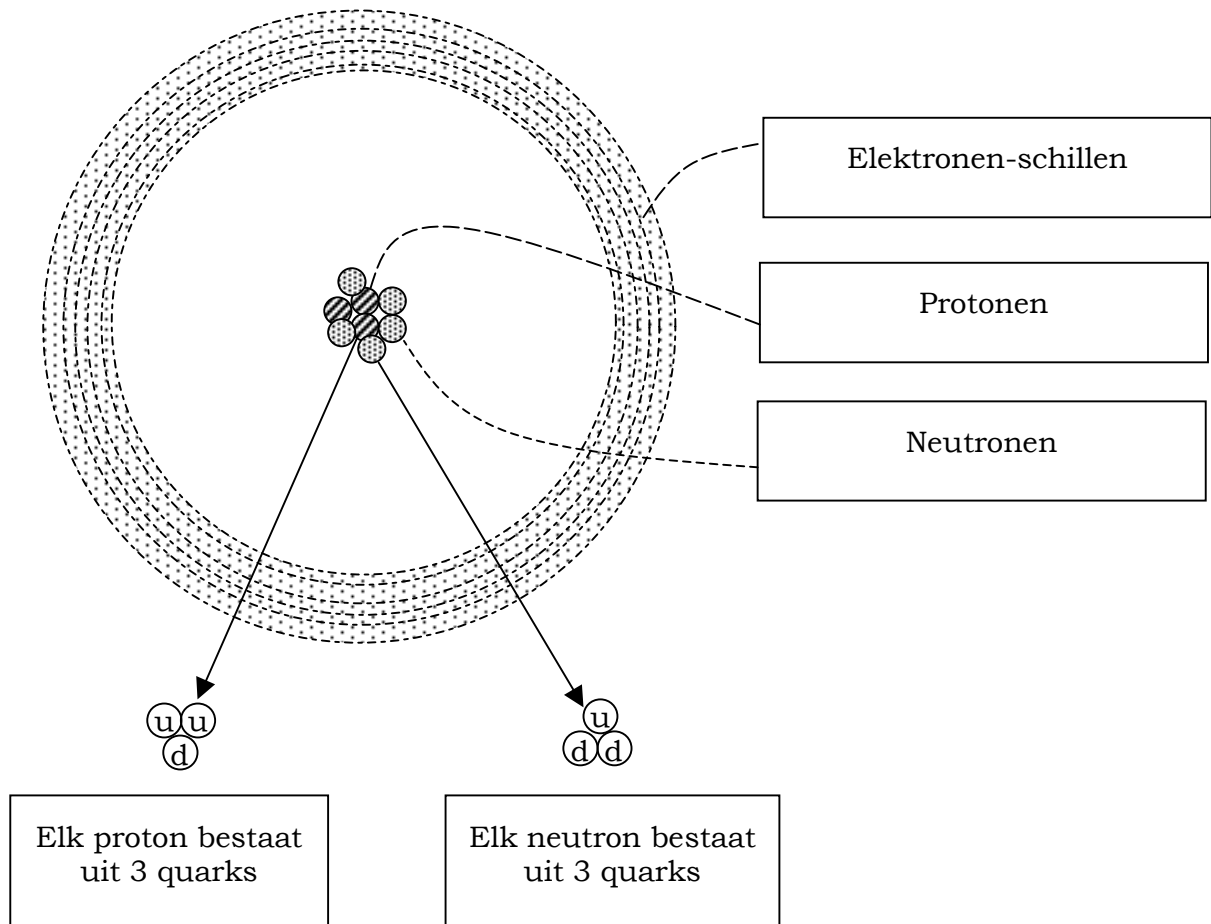 Elektronen-schillen
Protonen
Neutronen
u u
d
u
d d
Elk proton bestaat
uit 3 quarks
Elk neutron bestaat
uit 3 quarks